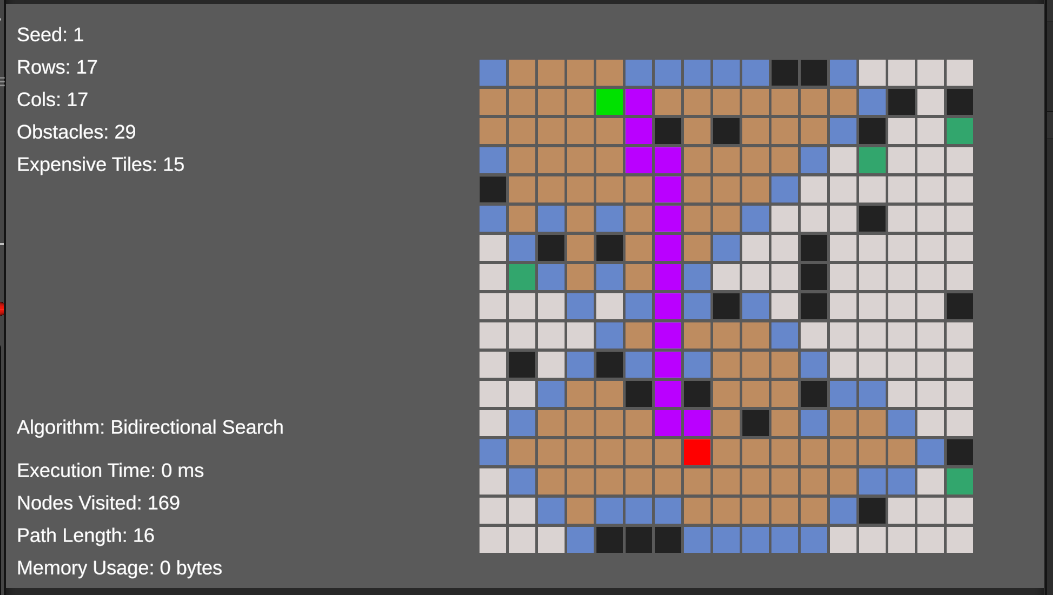 Seed: 1
Rows: 17
Cols: 17
Obstacles: 29
Expensive Tiles: 15
Algorithm: Bidirectional Search
Execution Time: 0 ms
Nodes Visited: 169
Path Length: 16
Memory Usage: 0 bytes